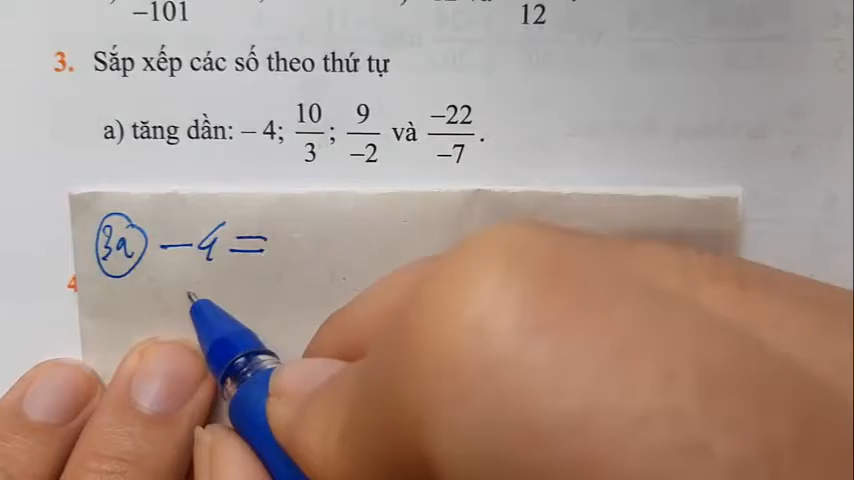 -101
12
3. Sắp xếp các số theo thứ tự
a) tăng dần: – 4; 10/3; 9/-2 và -22/-7.
3a -4 =
4